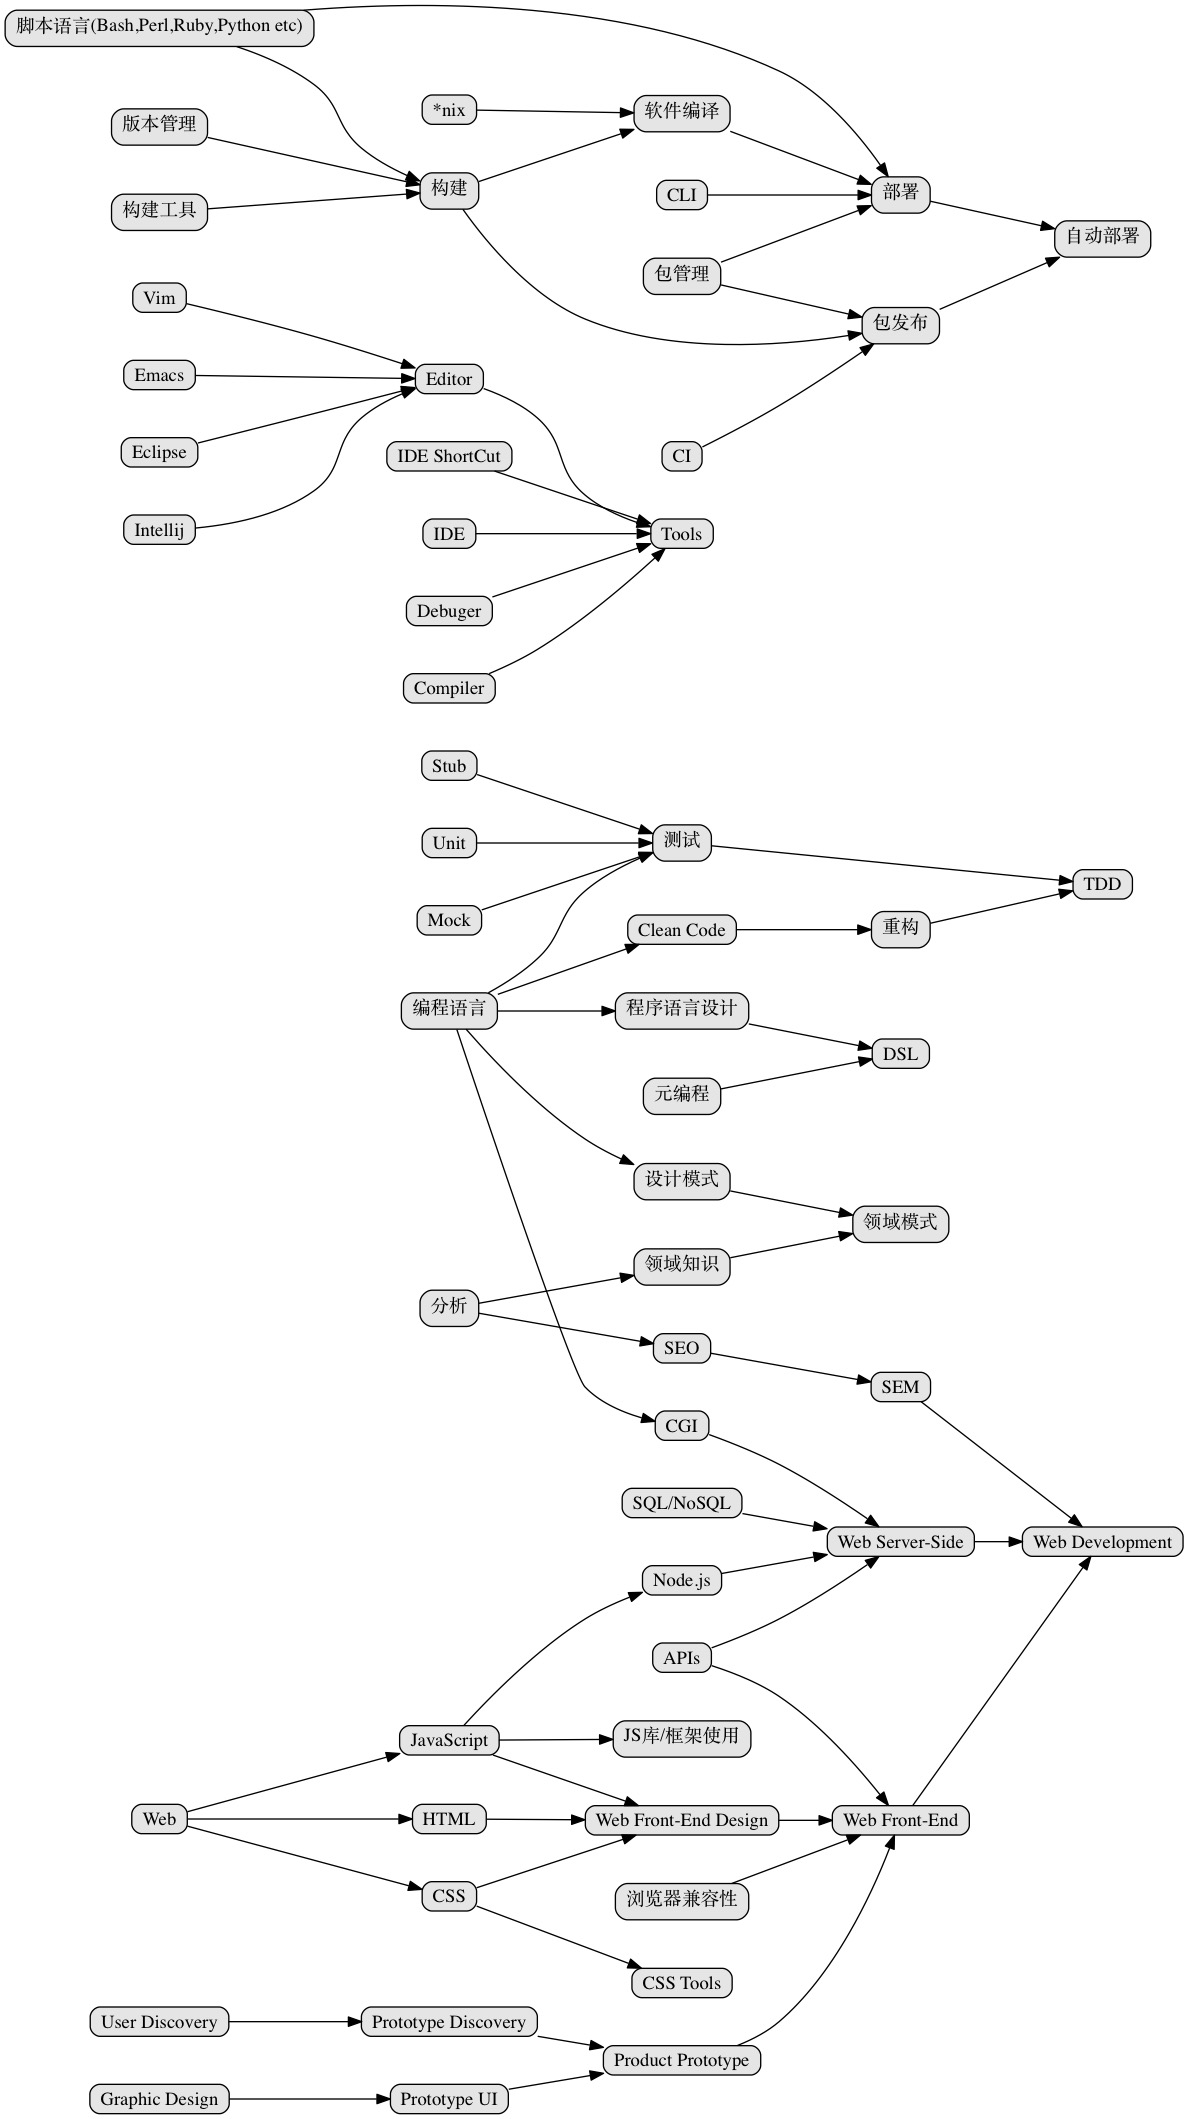 脚本语言(Bash,Perl,Ruby,Python etc)
*nix
软件编译
版本管理
构建
CLI
部署
构建工具
自动部署
包管理
Vim
包发布
Emacs
Editor
Eclipse
IDE ShortCut
CI
Intellij
IDE
Tools
Debuger
Compiler
Stub
Unit
测试
TDD
Mock
Clean Code
重构
编程语言
程序语言设计
DSL
元编程
设计模式
领域模式
领域知识
分析
SEO
SEM
CGI
SQL/NoSQL
Web Server-Side
Web Development
Node.js
APIs
JavaScript
JS库/框架使用
Web
HTML
Web Front-End Design
Web Front-End
CSS
浏览器兼容性
CSS Tools
User Discovery
Prototype Discovery
Product Prototype
Graphic Design
Prototype UI